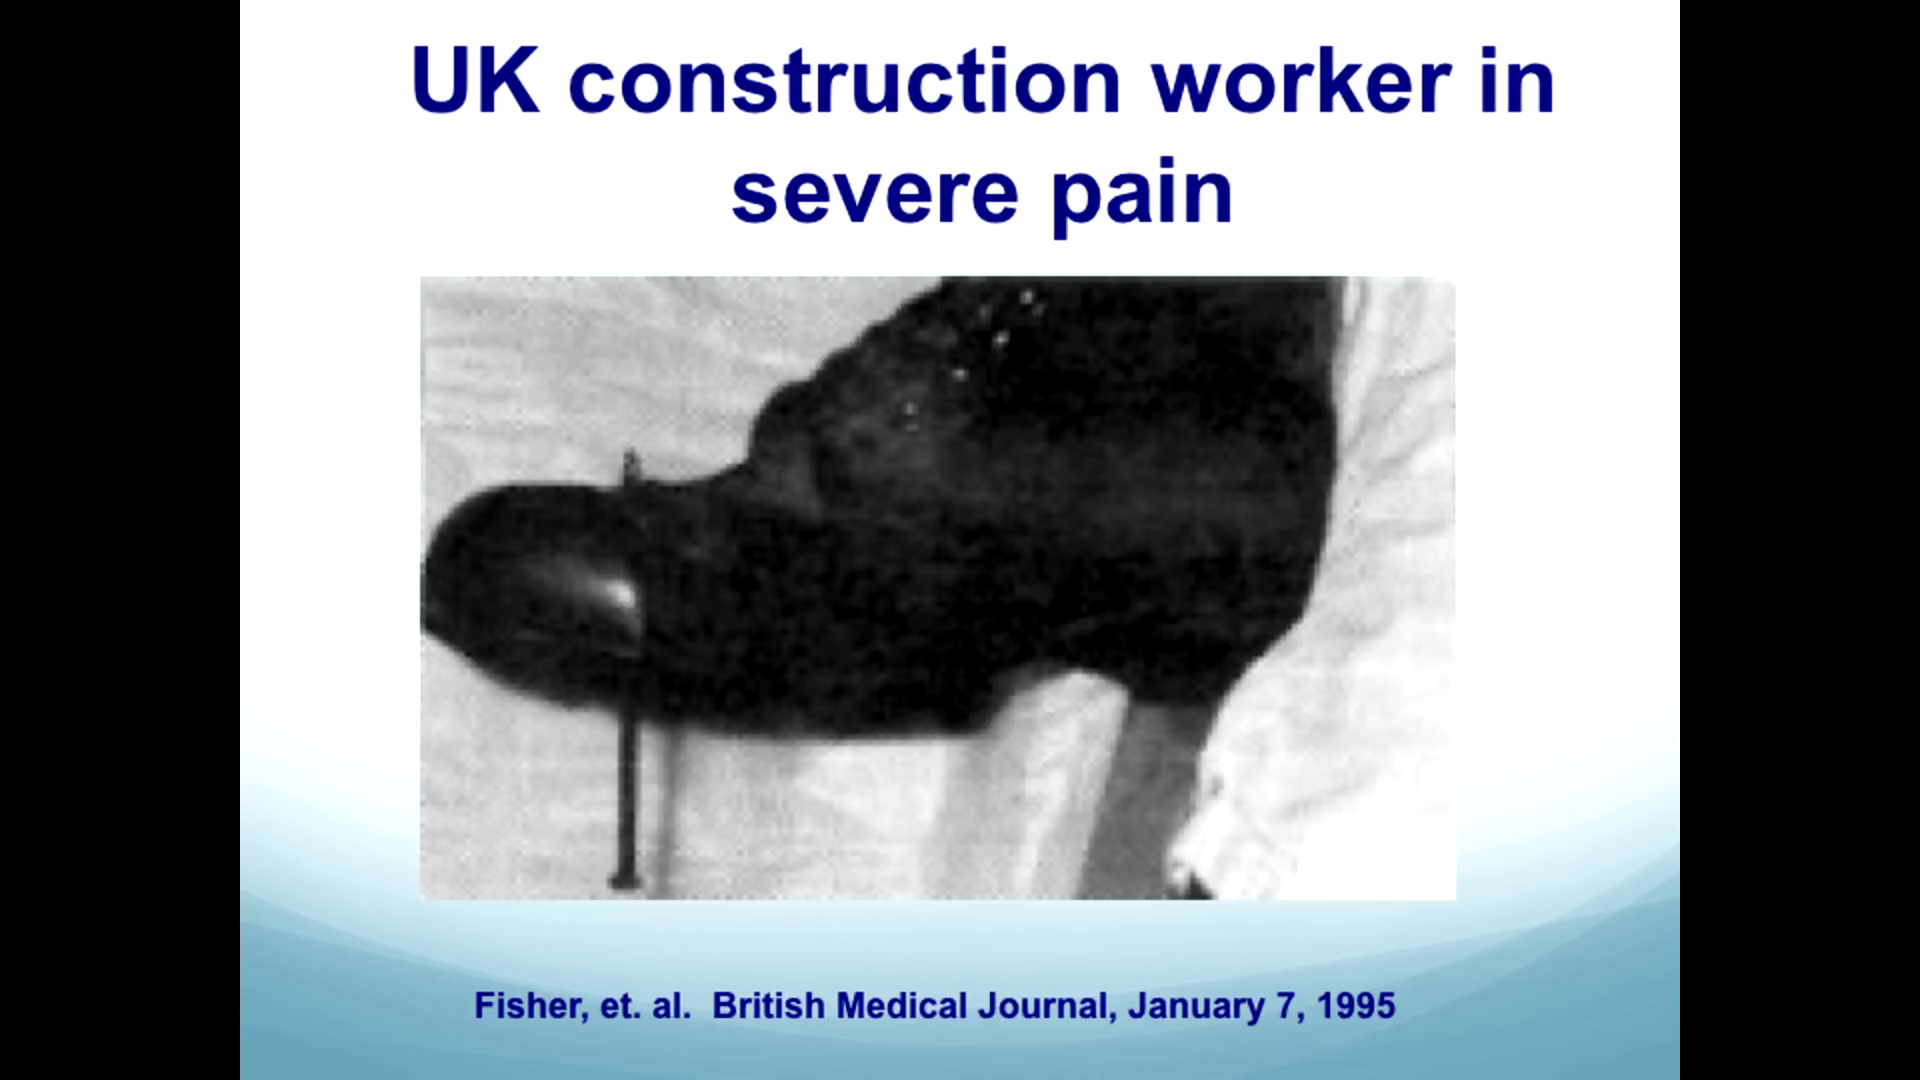 UK construction worker in
severe pain
Fisher, et. al.  British Medical Journal, January 7, 1995